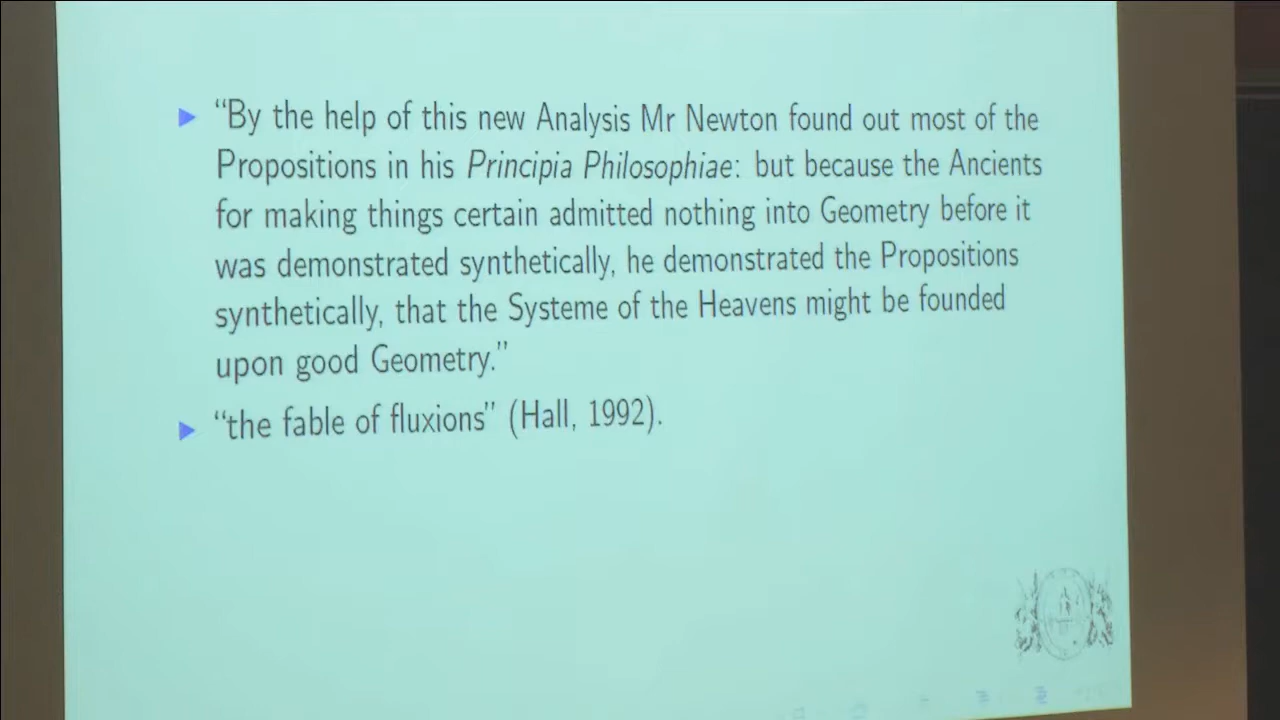 “By the help of this new Analysis Mr Newton found out most of the
Propositions in his Principia Philosophiae: but because the Ancients
for making things certain admitted nothing into Geometry before it
was demonstrated synthetically, he demonstrated the Propositions
synthetically, that the Systeme of the Heavens might be founded
upon good Geometry.”
“the fable of fluxions” (Hall, 1992).